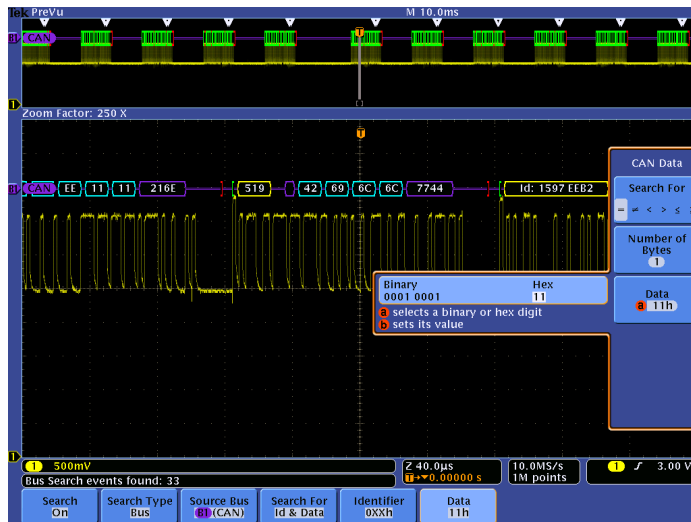 Tek PreVu M 10.0ms
T
B1 CAN
1
Zoom Factor: 250 X
T
B1 CAN EE 11 11 216E 519 42 69 6C 6C 7744 Id: 1597 EEB2
CAN Data
Search For
= ≠ < > ≤
Number of
Bytes
1
Binary Hex
0001 0001 11
a selects a binary or hex digit
b sets its value
Data
a 11h
1
1 500mV
Z 40.0µs
T→▼0.00000 s
10.0MS/s
1M points
1 3.00 V
Bus Search events found: 33
Search
On
Search Type
Bus
Source Bus
B1 (CAN)
Search For
Id & Data
Identifier
0XXh
Data
11h